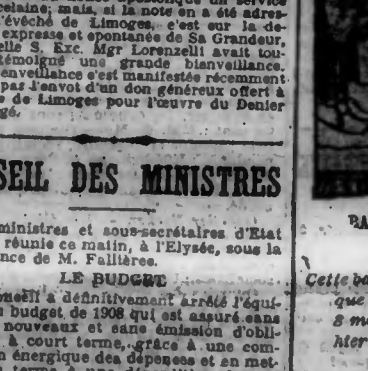 celaine; mais, si la note en a été adres-
l'évêché de Limoges, c'est sur la de-
expresse et spontanée de Sa Grandeur,
elle S. Exc. Mgr Lorenzelli avait tou-
témoigné une grande bienveillance.
enveillance s'est manifestée récemment
pas l'envoi d'un don généreux offert à
e de Limoges pour l'œuvre du Denier
gé.
SEIL DES MINISTRES
ministres et sous-secrétaires d'Etat
réunis ce matin, à l'Elysée, sous la
nce de M. Fallières.
LE BUDGET
onseil a définitivement arrêté l'équi-
u budget de 1908 qui est assuré sans
nouveaux et sans émission d'obli-
à court terme, grâce à une com-
n énergique des dépenses et en met-
BA
Cette ba
que
8 m
hier